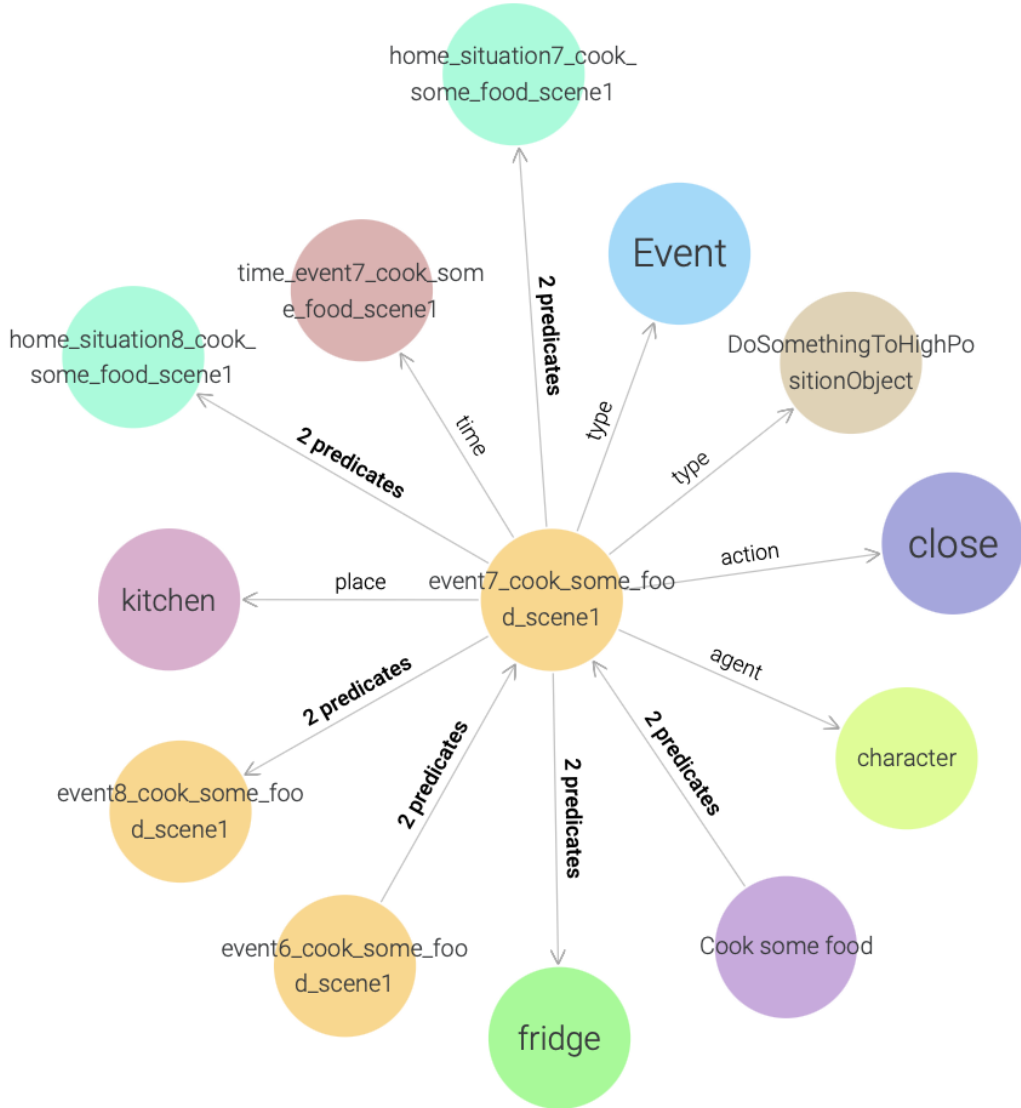 home_situation7_cook_
some_food_scene1
Event
2 predicates
time_event7_cook_som
e_food_scene1
home_situation8_cook_
some_food_scene1
DoSomethingToHighPo
sitionObject
type
time
2 predicates
type
close
action
event7_cook_some_foo
d_scene1
place
kitchen
agent
2 predicates
2 predicates
2 predicates
2 predicates
character
event8_cook_some_foo
d_scene1
event6_cook_some_foo
d_scene1
Cook some food
fridge